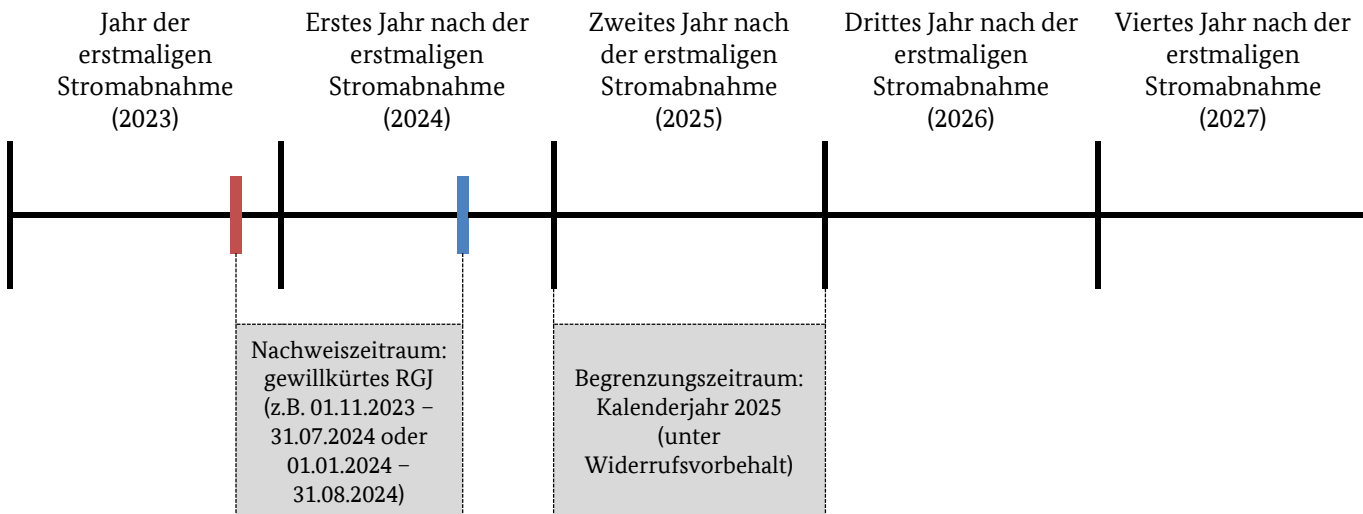 Jahr der
erstmaligen
Stromabnahme
(2023)
Erstes Jahr nach der
erstmaligen
Stromabnahme
(2024)
Zweites Jahr nach
der erstmaligen
Stromabnahme
(2025)
Drittes Jahr nach der
erstmaligen
Stromabnahme
(2026)
Viertes Jahr nach der
erstmaligen
Stromabnahme
(2027)
Nachweiszeitraum:
gewillkürtes RGJ
(z.B. 01.11.2023 –
31.07.2024 oder
01.01.2024 –
31.08.2024)
Begrenzungszeitraum:
Kalenderjahr 2025
(unter
Widerrufsvorbehalt)